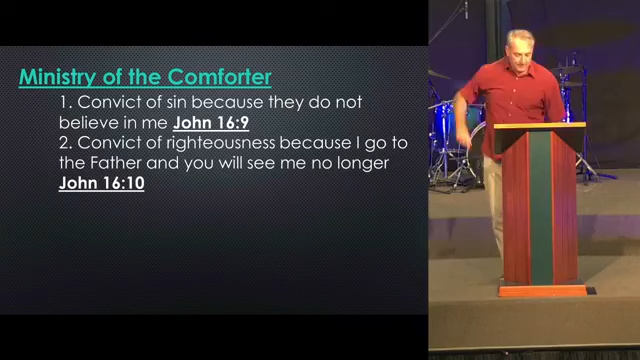 Ministry of the Comforter
1. Convict of sin because they do not
believe in me John 16:9
2. Convict of righteousness because I go to
the Father and you will see me no longer
John 16:10